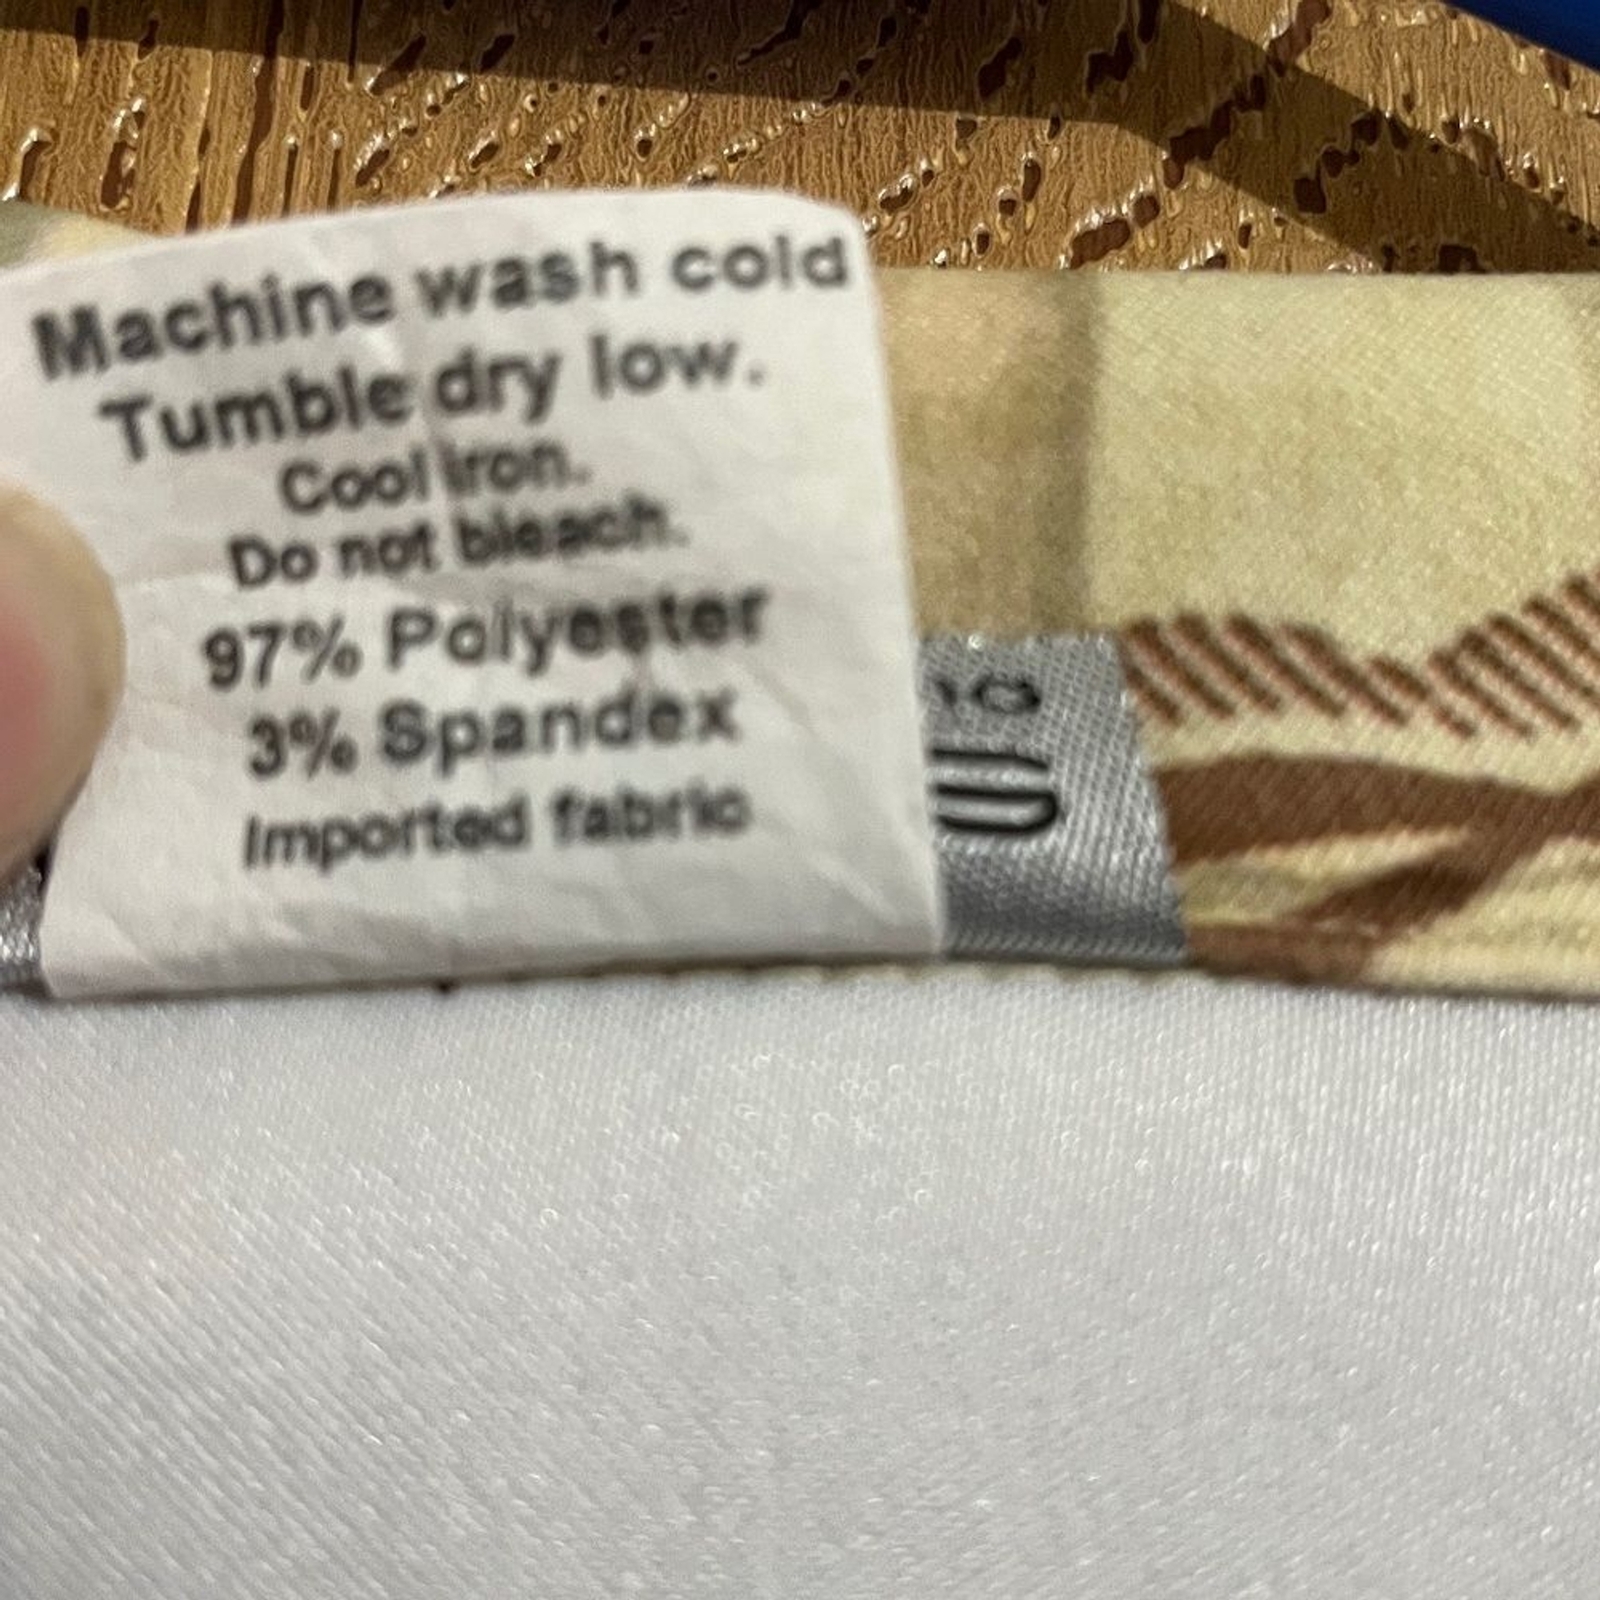 Machine wash cold
Tumble dry low.
Cool iron.
Do not bleach.
97% Polyester
3% Spandex
Imported fabric